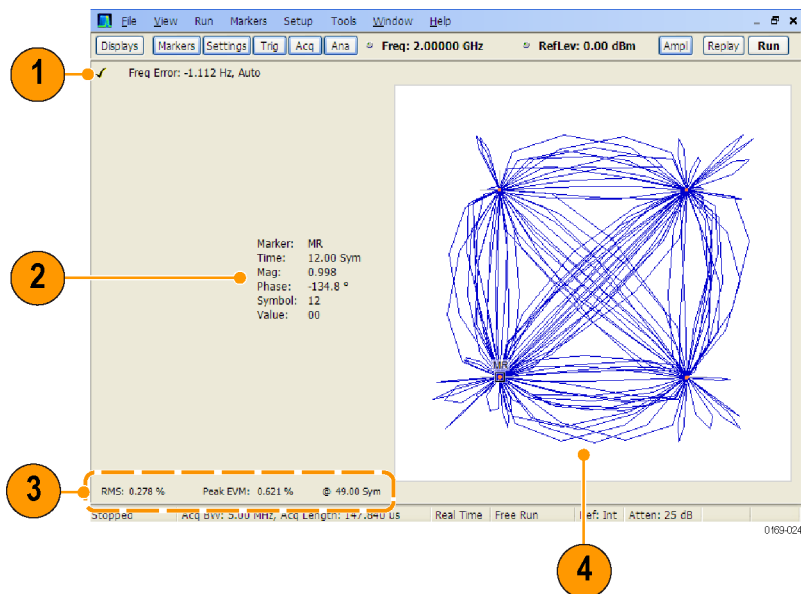 File View Run Markers Setup Tools Window Help
Displays Markers Settings Trig Acq Ana Freq: 2.00000 GHz RefLev: 0.00 dBm Ampl Replay Run
1
Freq Error: -1.112 Hz, Auto
2
Marker: MR
Time: 12.00 Sym
Mag: 0.998
Phase: -134.8 °
Symbol: 12
Value: 00
MR
3
RMS: 0.278 % Peak EVM: 0.621 % @ 49.00 Sym
Stopped Acq BW: 5.00 MHz, Acq Length: 147.840 us Real Time Free Run Ref: Int Atten: 25 dB
0169-024
4